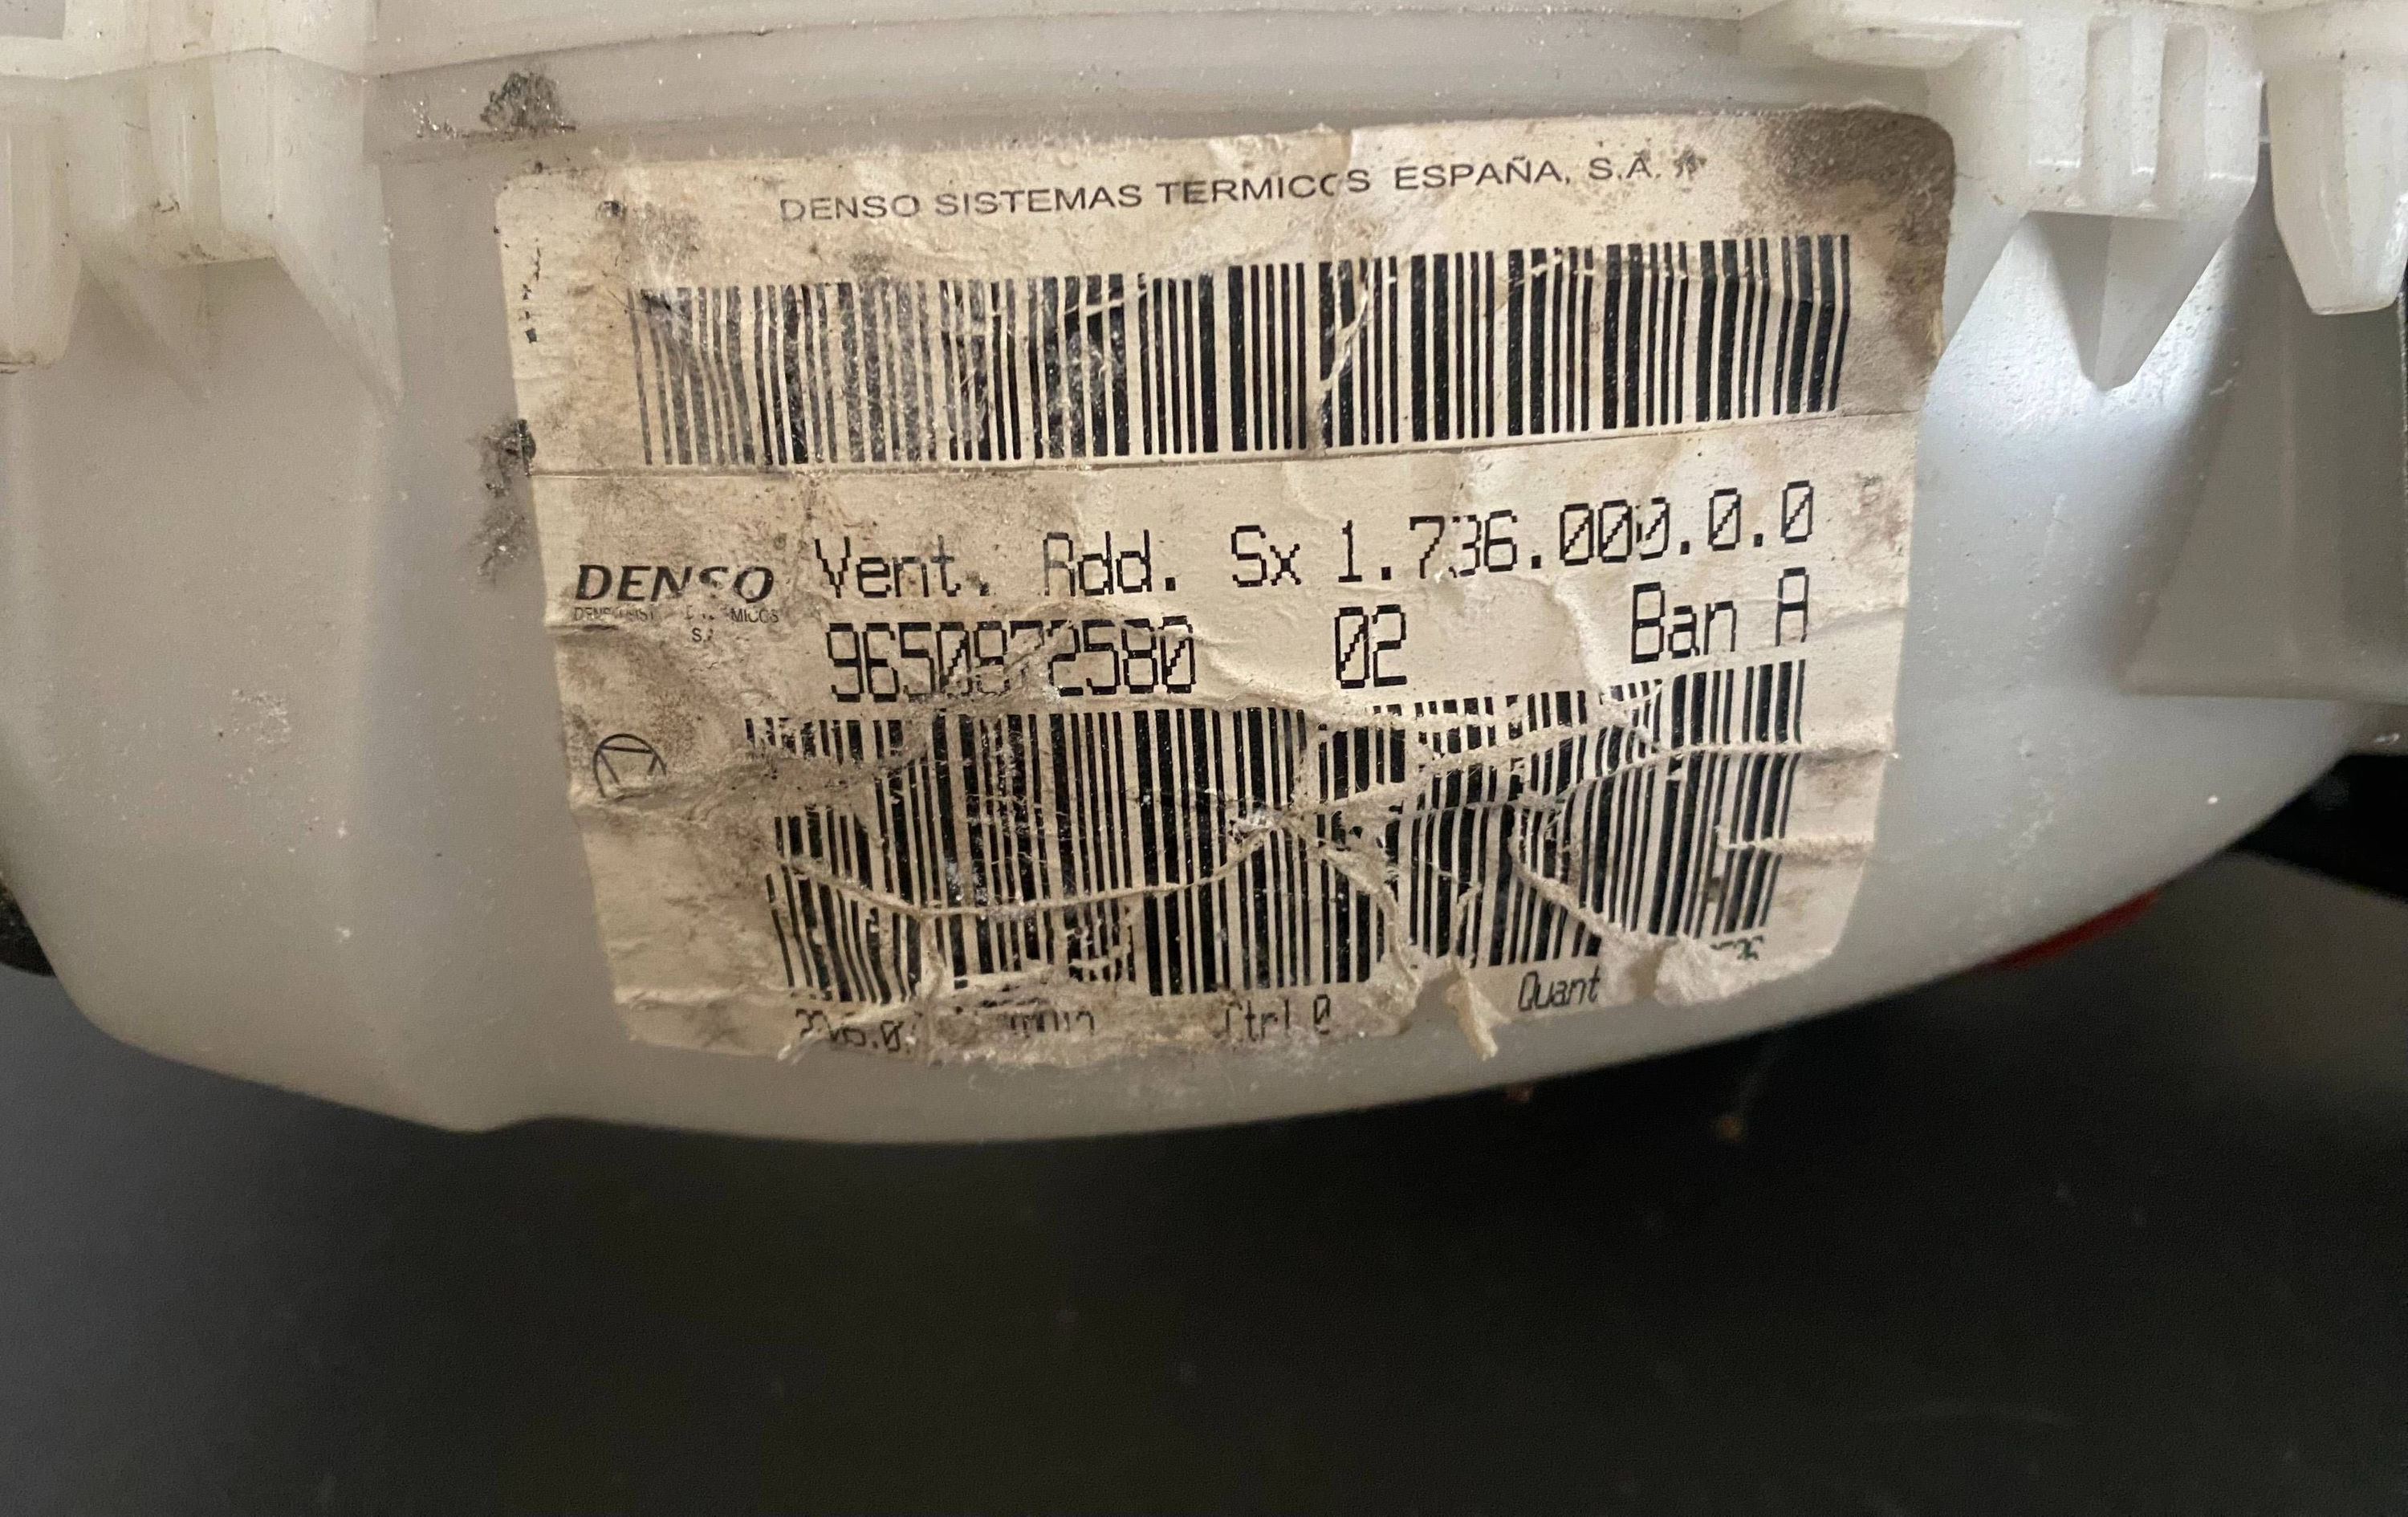 DENSO SISTEMAS TERMICOS ESPAÑA, S.A.
DENSO
Vent. Add. Sx 1.736.000.0.0
9650872580 02 Ban A
Ctrl 0
Quant